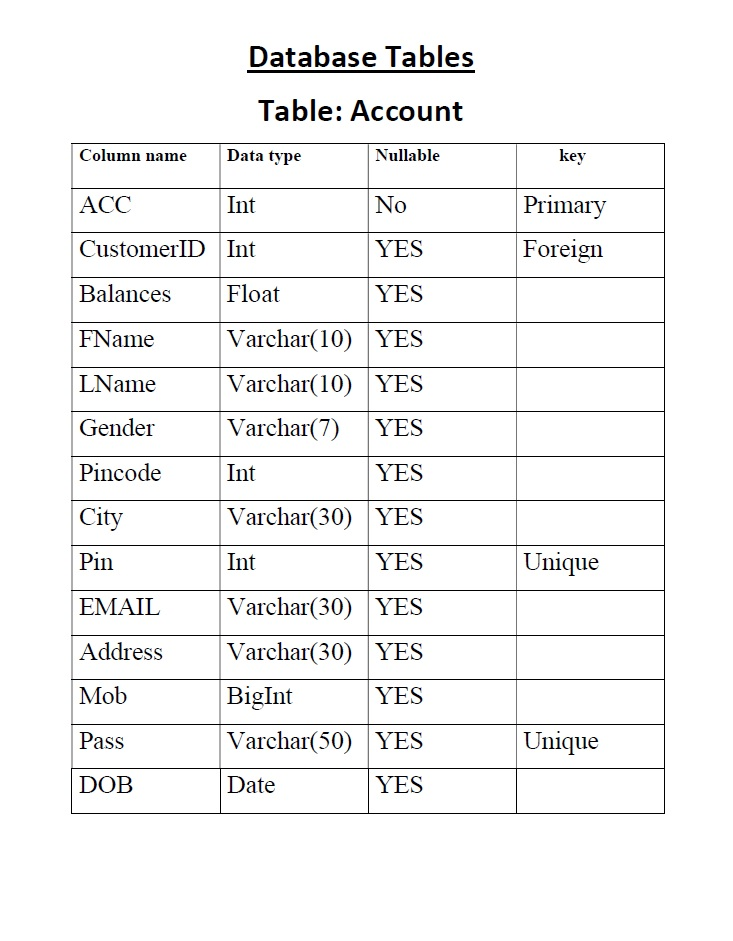 Database Tables
Table: Account
Column name Data type Nullable key
ACC Int No Primary
CustomerID Int YES Foreign
Balances Float YES
FName Varchar(10) YES
LName Varchar(10) YES
Gender Varchar(7) YES
Pincode Int YES
City Varchar(30) YES
Pin Int YES Unique
EMAIL Varchar(30) YES
Address Varchar(30) YES
Mob BigInt YES
Pass Varchar(50) YES Unique
DOB Date YES